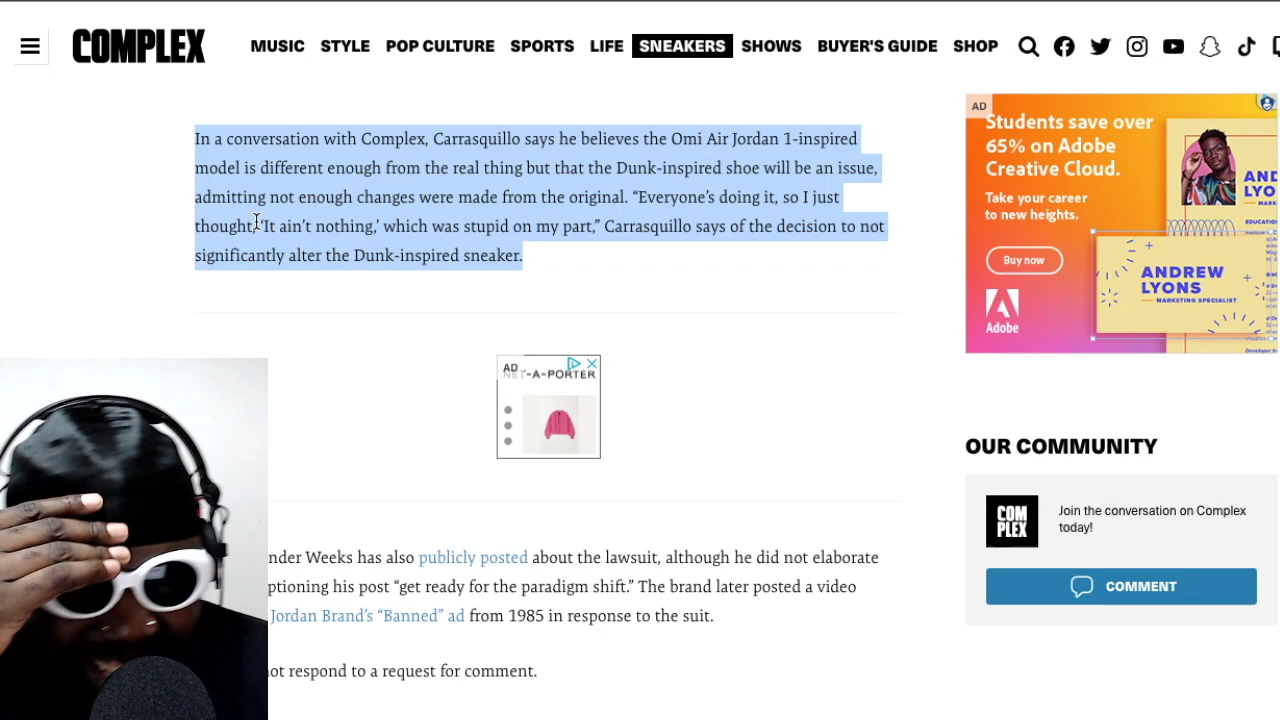 COMPLEX
MUSIC STYLE POP CULTURE SPORTS LIFE SNEAKERS SHOWS BUYER'S GUIDE SHOP
In a conversation with Complex, Carrasquillo says he believes the Omi Air Jordan 1-inspired
model is different enough from the real thing but that the Dunk-inspired shoe will be an issue,
admitting not enough changes were made from the original. “Everyone’s doing it, so I just
thought, ‘It ain’t nothing,’ which was stupid on my part,” Carrasquillo says of the decision to not
significantly alter the Dunk-inspired sneaker.
AD
NET-A-PORTER
nder Weeks has also publicly posted about the lawsuit, although he did not elaborate
ptioning his post “get ready for the paradigm shift.” The brand later posted a video
Jordan Brand’s “Banned” ad from 1985 in response to the suit.
not respond to a request for comment.
AD
Students save over
65% on Adobe
Creative Cloud.
Take your career
to new heights.
Buy now
Adobe
AND
LYO
MARK
EDUCATIO
ANDREW
LYONS
MARKETING SPECIALIST
OUR COMMUNITY
COM
PLEX
Join the conversation on Complex
today!
COMMENT